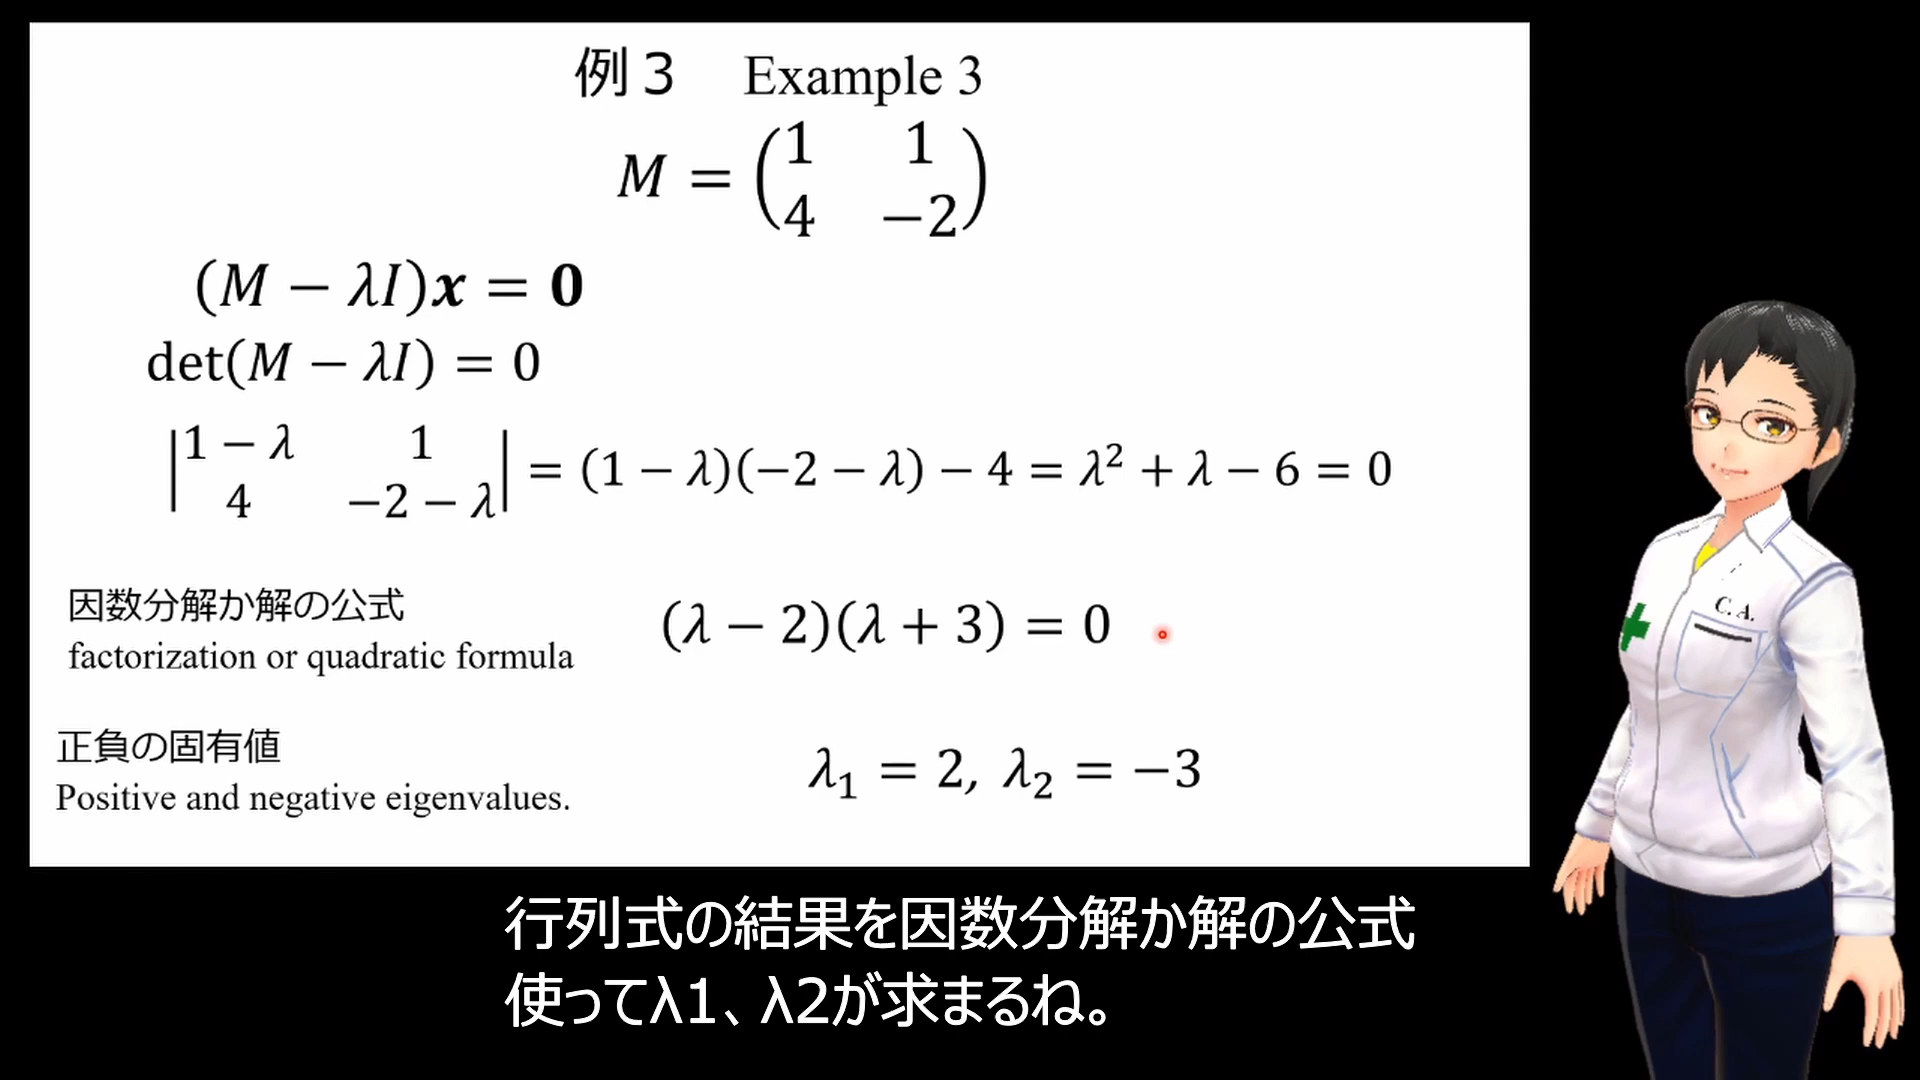 例３　Example 3
M = (1 1
4 −2)
(M − λI)x = 0
det(M − λI) = 0
|1 − λ 1
4 −2 − λ| = (1 − λ)(−2 − λ) − 4 = λ² + λ − 6 = 0
因数分解か解の公式
factorization or quadratic formula
(λ − 2)(λ + 3) = 0
正負の固有値
Positive and negative eigenvalues.
λ₁ = 2, λ₂ = −3
C. A.
行列式の結果を因数分解か解の公式
使ってλ1、λ2が求まるね。